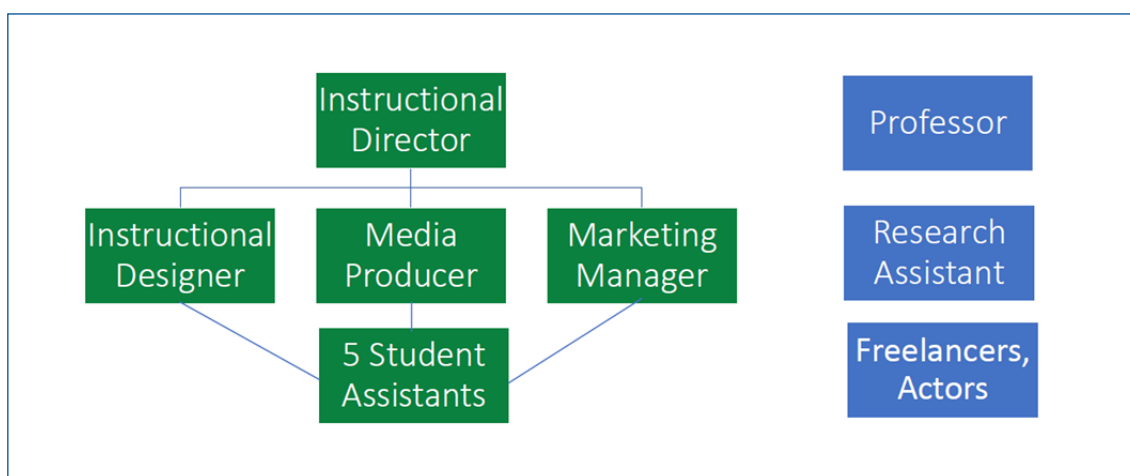 Instructional
Director
Instructional
Designer
Media
Producer
Marketing
Manager
5 Student
Assistants
Professor
Research
Assistant
Freelancers,
Actors